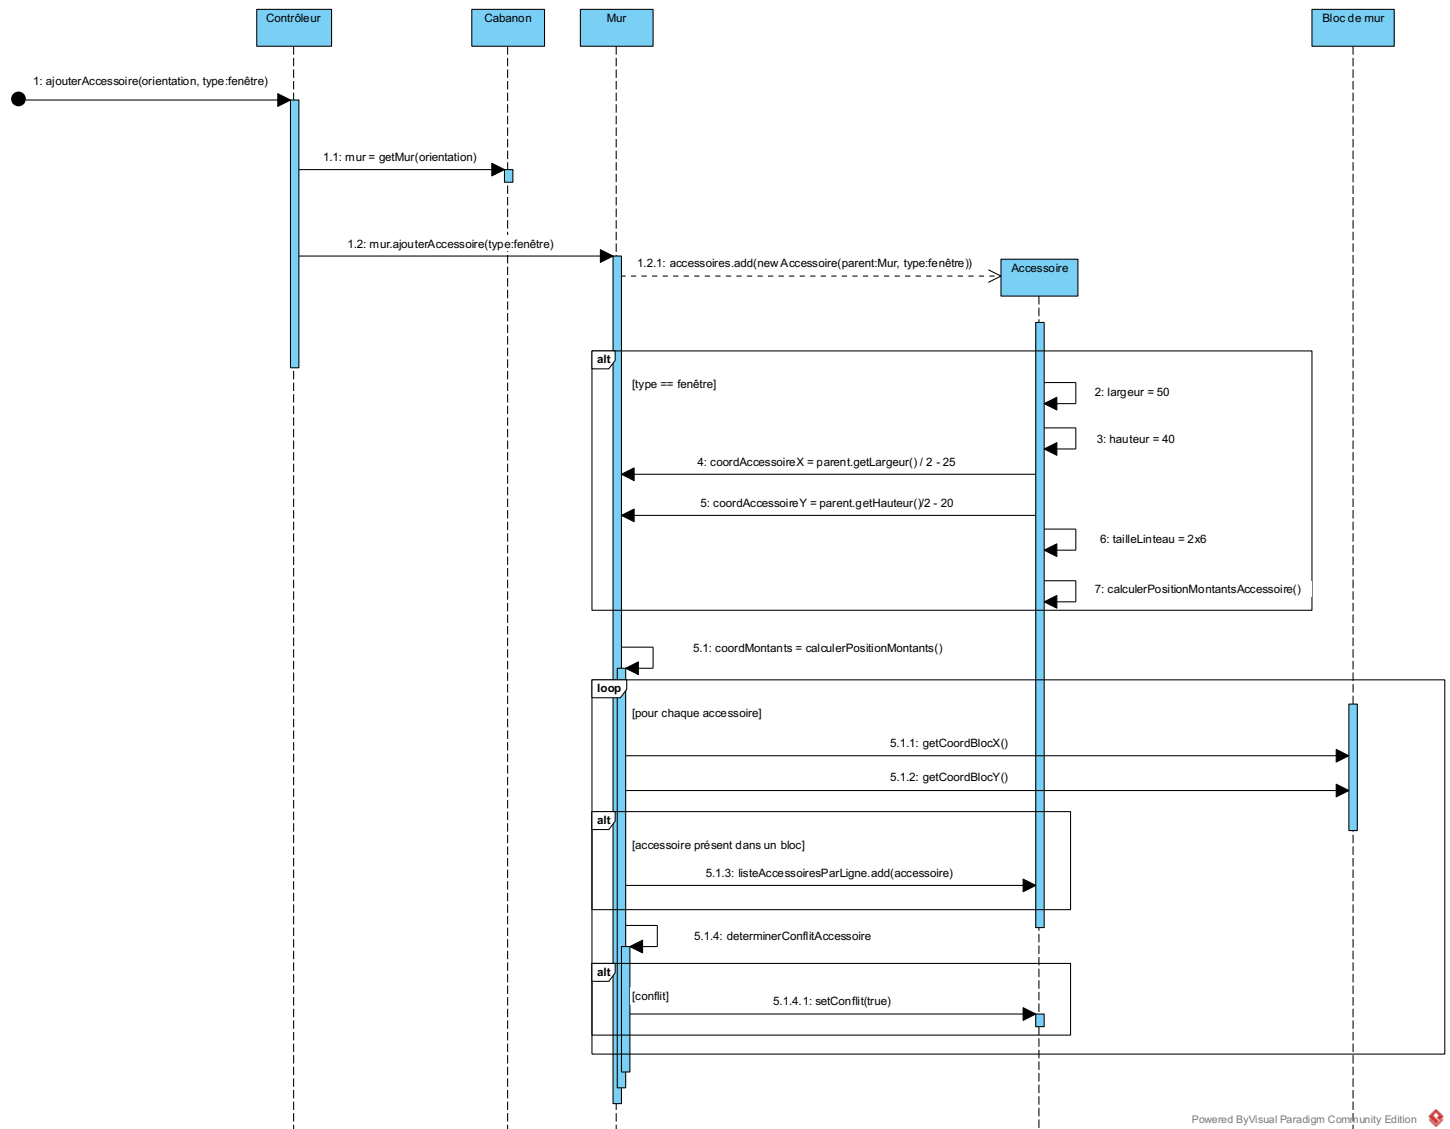 Contrôleur
Cabanon
Mur
Bloc de mur
1: ajouterAccessoire(orientation, type:fenêtre)
1.1: mur = getMur(orientation)
1.2: mur.ajouterAccessoire(type:fenêtre)
1.2.1: accessoires.add(new Accessoire(parent:Mur, type:fenêtre))
Accessoire
alt
[type == fenêtre]
2: largeur = 50
3: hauteur = 40
4: coordAccessoireX = parent.getLargeur() / 2 - 25
5: coordAccessoireY = parent.getHauteur()/2 - 20
6: tailleLinteau = 2x6
7: calculerPositionMontantsAccessoire()
5.1: coordMontants = calculerPositionMontants()
loop
[pour chaque accessoire]
5.1.1: getCoordBlocX()
5.1.2: getCoordBlocY()
alt
[accessoire présent dans un bloc]
5.1.3: listeAccessoiresParLigne.add(accessoire)
5.1.4: determinerConflitAccessoire
alt
[conflit]
5.1.4.1: setConflit(true)
Powered By Visual Paradigm Community Edition